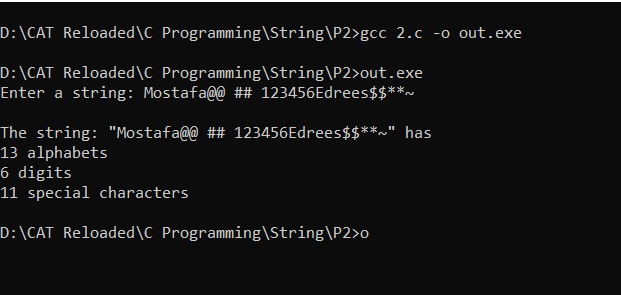 D:\CAT Reloaded\C Programming\String\P2>gcc 2.c -o out.exe
D:\CAT Reloaded\C Programming\String\P2>out.exe
Enter a string: Mostafa@@ ## 123456Edrees$$**~
The string: "Mostafa@@ ## 123456Edrees$$**~" has
13 alphabets
6 digits
11 special characters
D:\CAT Reloaded\C Programming\String\P2>o